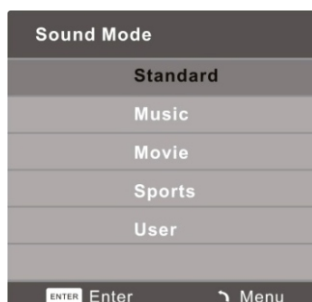 Sound Mode
Standard
Music
Movie
Sports
User
ENTER Enter Menu